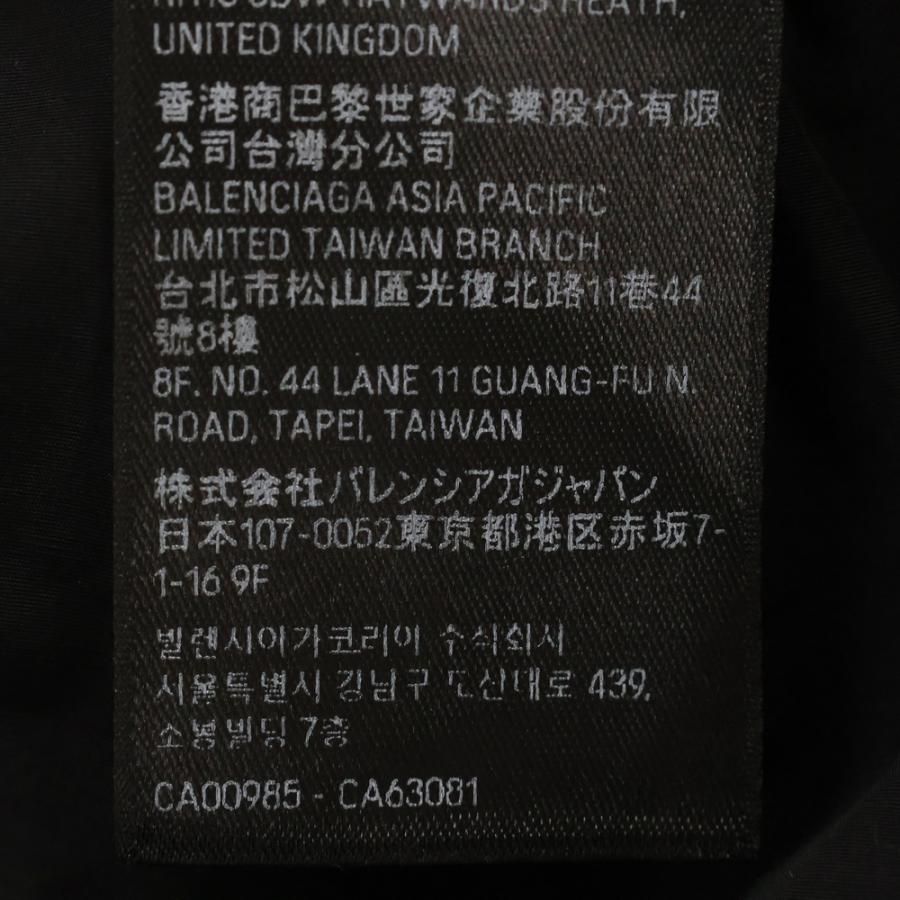 HAYWARDS HEATH,
UNITED KINGDOM
香港商巴黎世家企業股份有限
公司台灣分公司
BALENCIAGA ASIA PACIFIC
LIMITED TAIWAN BRANCH
台北市松山區光復北路11巷44
號8樓
8F. NO. 44 LANE 11 GUANG-FU N.
ROAD, TAPEI, TAIWAN
株式会社バレンシアガジャパン
日本107-0052東京都港区赤坂7-
1-16 9F
발렌시아가코리아 주식회사
서울특별시 강남구 도산대로 439,
소봉빌딩 7층
CA00985 - CA63081